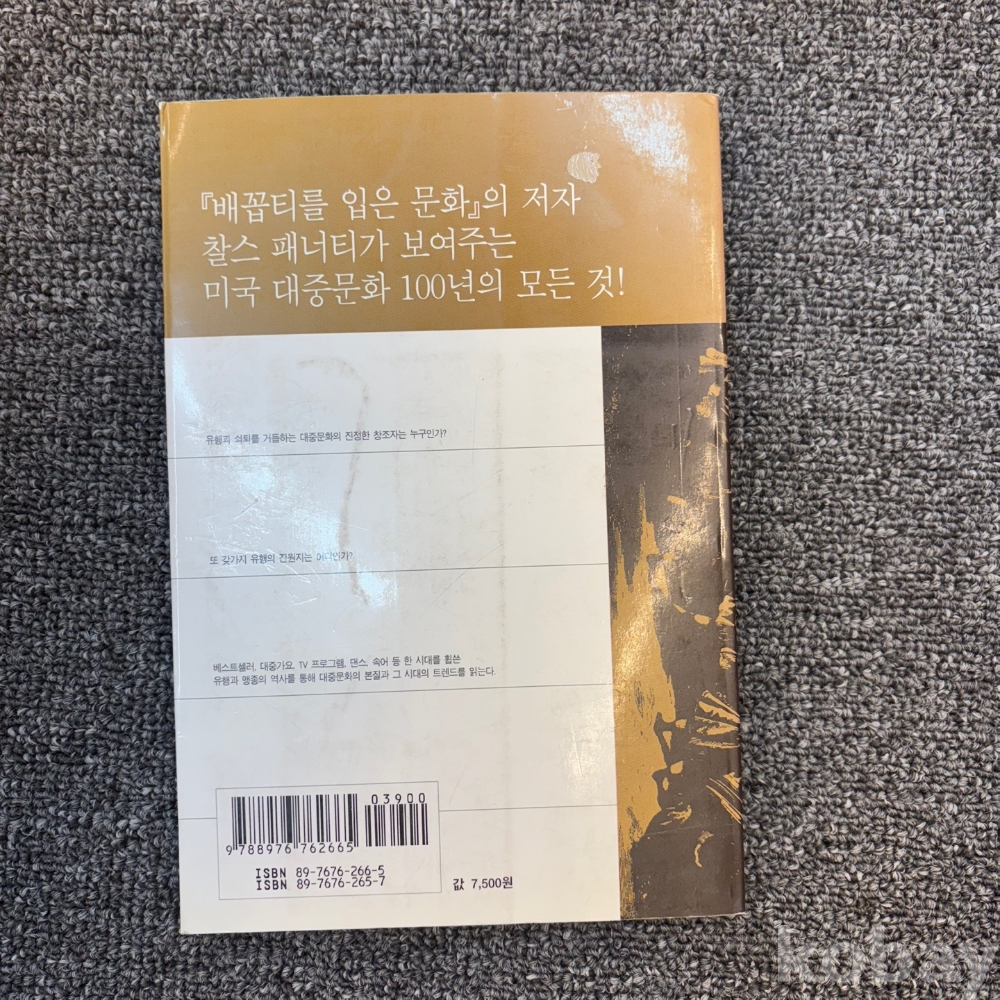 『배꼽티를 입은 문화』의 저자
찰스 패너티가 보여주는
미국 대중문화 100년의 모든 것!
유행과 쇠퇴를 거듭하는 대중문화의 진정한 창조자는 누구인가?
또 갖가지 유행의 진원지는 어디인가?
베스트셀러, 대중가요, TV 프로그램, 댄스, 속어 등 한 시대를 휩쓴
유행과 맹종의 역사를 통해 대중문화의 본질과 그 시대의 트렌드를 읽는다.
03900
9 788976 762665
ISBN 89-7676-266-5
ISBN 89-7676-265-7
값 7,500원